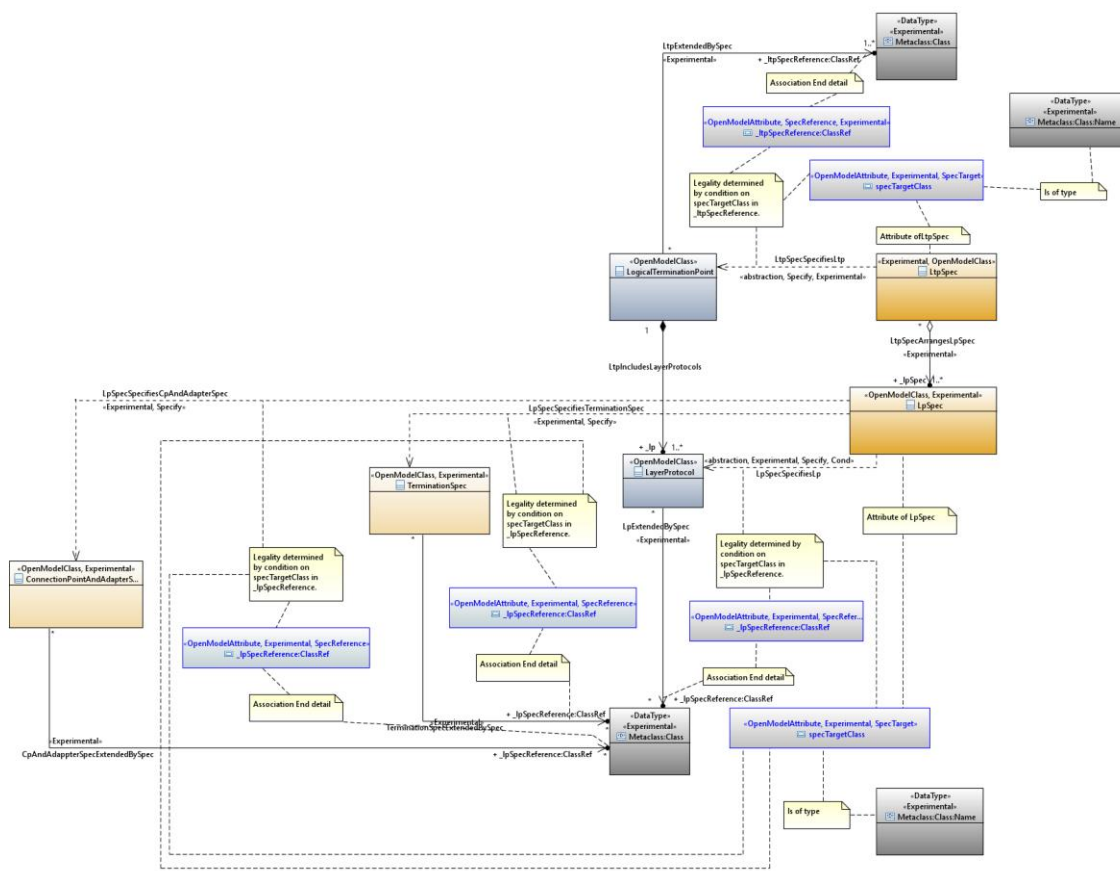 «DataType»
«Experimental»
Metaclass:Class
LtpExtendedBySpec
«Experimental»
1..*
+ _ltpSpecReference:ClassRef
Association End detail
«DataType»
«Experimental»
Metaclass:Class:Name
«OpenModelAttribute, SpecReference, Experimental»
_ltpSpecReference:ClassRef
«OpenModelAttribute, Experimental, SpecTarget»
specTargetClass
Legality determined
by condition on
specTargetClass in
_ltpSpecReference.
Is of type
Attribute ofLtpSpec
*
«OpenModelClass»
LogicalTerminationPoint
LtpSpecSpecifiesLtp
«abstraction, Specify, Experimental»
«Experimental, OpenModelClass»
LtpSpec
1
*
LtpSpecArrangesLpSpec
«Experimental»
LtpIncludesLayerProtocols
+ _lpSpec 1..*
LpSpecSpecifiesCpAndAdapterSpec
«Experimental, Specify»
LpSpecSpecifiesTerminationSpec
«Experimental, Specify»
«OpenModelClass, Experimental»
LpSpec
+ _lp 1..*
«abstraction, Experimental, Specify, Cond»
LpSpecSpecifiesLp
«OpenModelClass»
LayerProtocol
«OpenModelClass, Experimental»
TerminationSpec
Legality determined
by condition on
specTargetClass in
_lpSpecReference.
*
LpExtendedBySpec
«Experimental»
Attribute of LpSpec
*
Legality determined
by condition on
specTargetClass in
_lpSpecReference.
Legality determined by
condition on
specTargetClass in
_lpSpecReference.
«OpenModelClass, Experimental»
ConnectionPointAndAdapterS...
«OpenModelAttribute, Experimental, SpecReference»
_lpSpecReference:ClassRef
«OpenModelAttribute, Experimental, SpecRefer...
_lpSpecReference:ClassRef
*
«OpenModelAttribute, Experimental, SpecReference»
_lpSpecReference:ClassRef
Association End detail
Association End detail
Association End detail
* + _lpSpecReference:ClassRef
«DataType»
«Experimental»
Metaclass:Class
+ _lpSpecReference:ClassRef
*
«Experimental»
TerminationSpecExtendedBySpec
«OpenModelAttribute, Experimental, SpecTarget»
specTargetClass
«Experimental»
CpAndAdappterSpecExtendedBySpec
+ _lpSpecReference:ClassRef
*
Is of type
«DataType»
«Experimental»
Metaclass:Class:Name